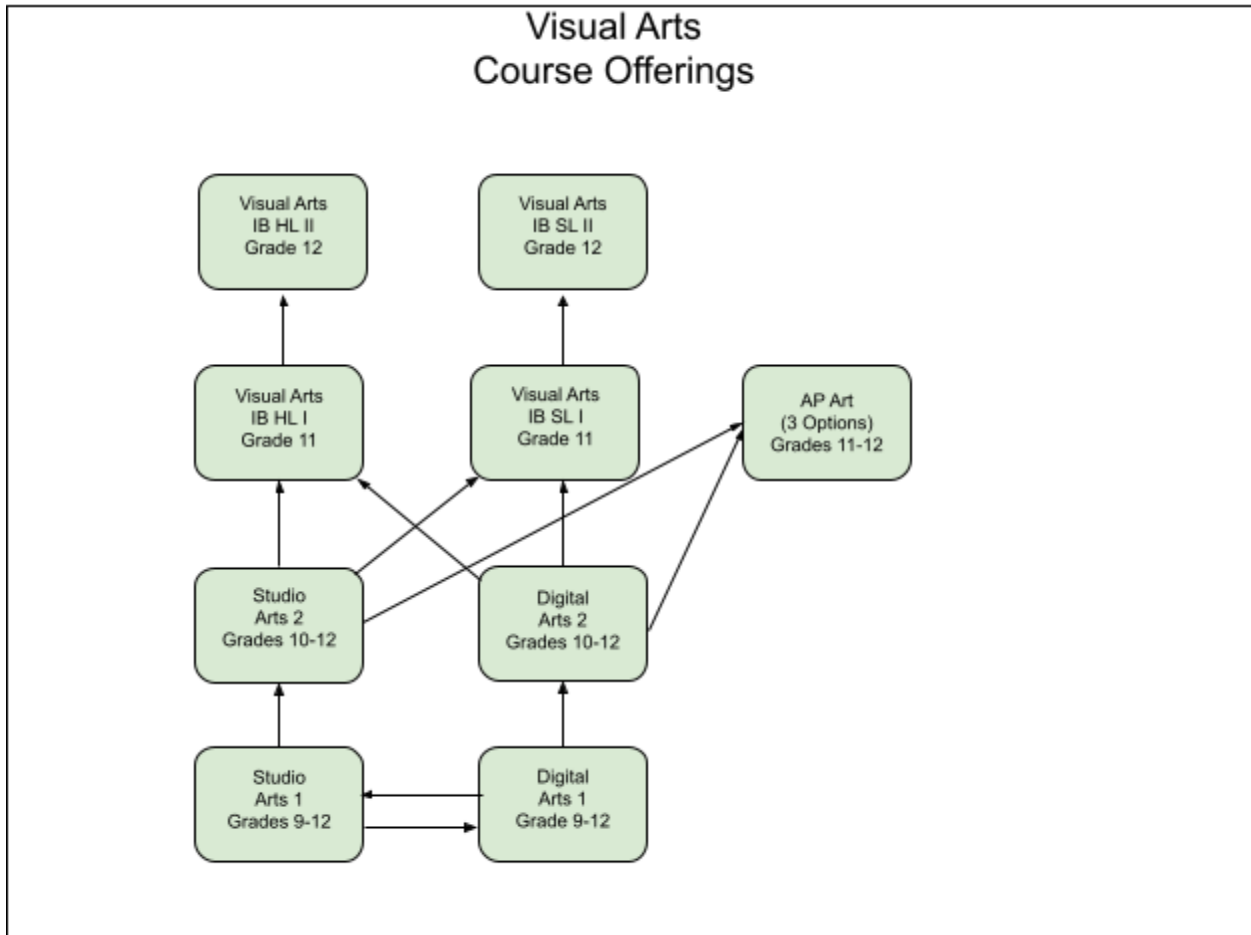 Visual Arts
Course Offerings
Visual Arts
IB HL II
Grade 12
Visual Arts
IB SL II
Grade 12
Visual Arts
IB HL I
Grade 11
Visual Arts
IB SL I
Grade 11
AP Art
(3 Options)
Grades 11-12
Studio
Arts 2
Grades 10-12
Digital
Arts 2
Grades 10-12
Studio
Arts 1
Grades 9-12
Digital
Arts 1
Grade 9-12